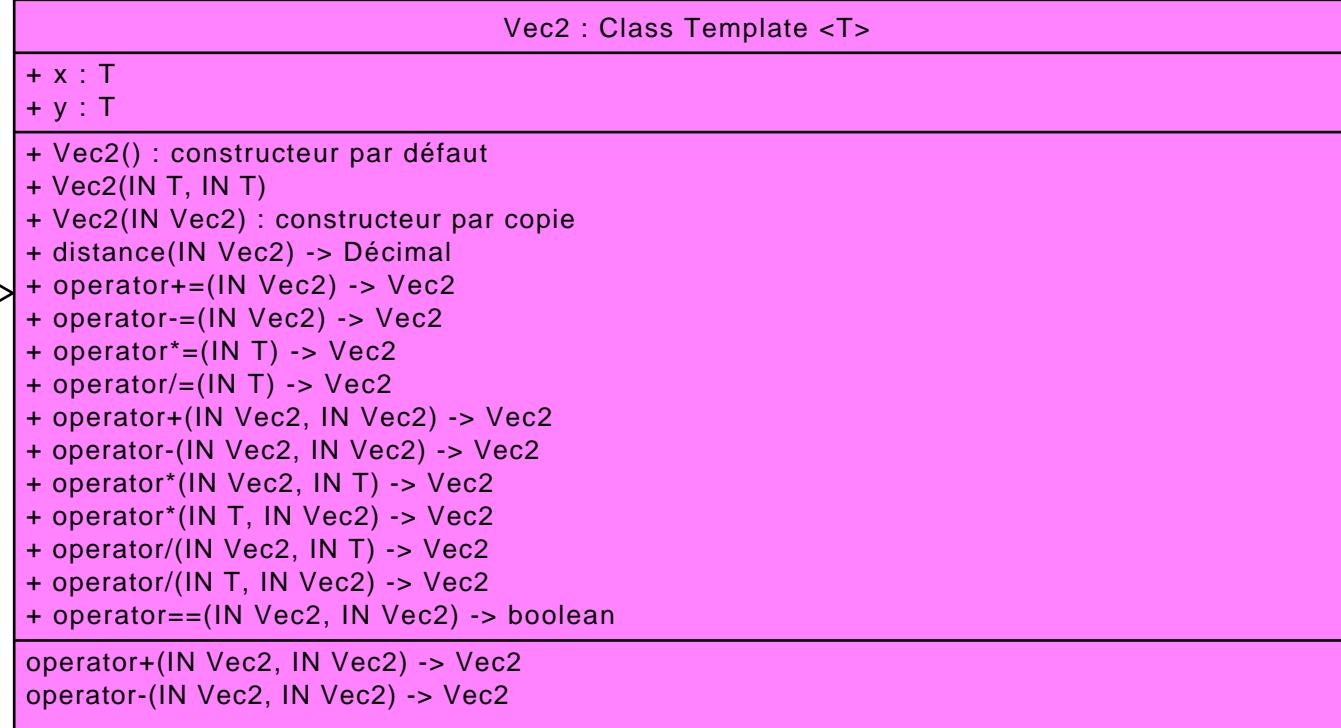 Vec2 : Class Template <T>
+ x : T
+ y : T
+ Vec2() : constructeur par défaut
+ Vec2(IN T, IN T)
+ Vec2(IN Vec2) : constructeur par copie
+ distance(IN Vec2) -> Décimal
+ operator+=(IN Vec2) -> Vec2
+ operator-=(IN Vec2) -> Vec2
+ operator*=(IN T) -> Vec2
+ operator/=(IN T) -> Vec2
+ operator+(IN Vec2, IN Vec2) -> Vec2
+ operator-(IN Vec2, IN Vec2) -> Vec2
+ operator*(IN Vec2, IN T) -> Vec2
+ operator*(IN T, IN Vec2) -> Vec2
+ operator/(IN Vec2, IN T) -> Vec2
+ operator/(IN T, IN Vec2) -> Vec2
+ operator==(IN Vec2, IN Vec2) -> boolean
operator+(IN Vec2, IN Vec2) -> Vec2
operator-(IN Vec2, IN Vec2) -> Vec2